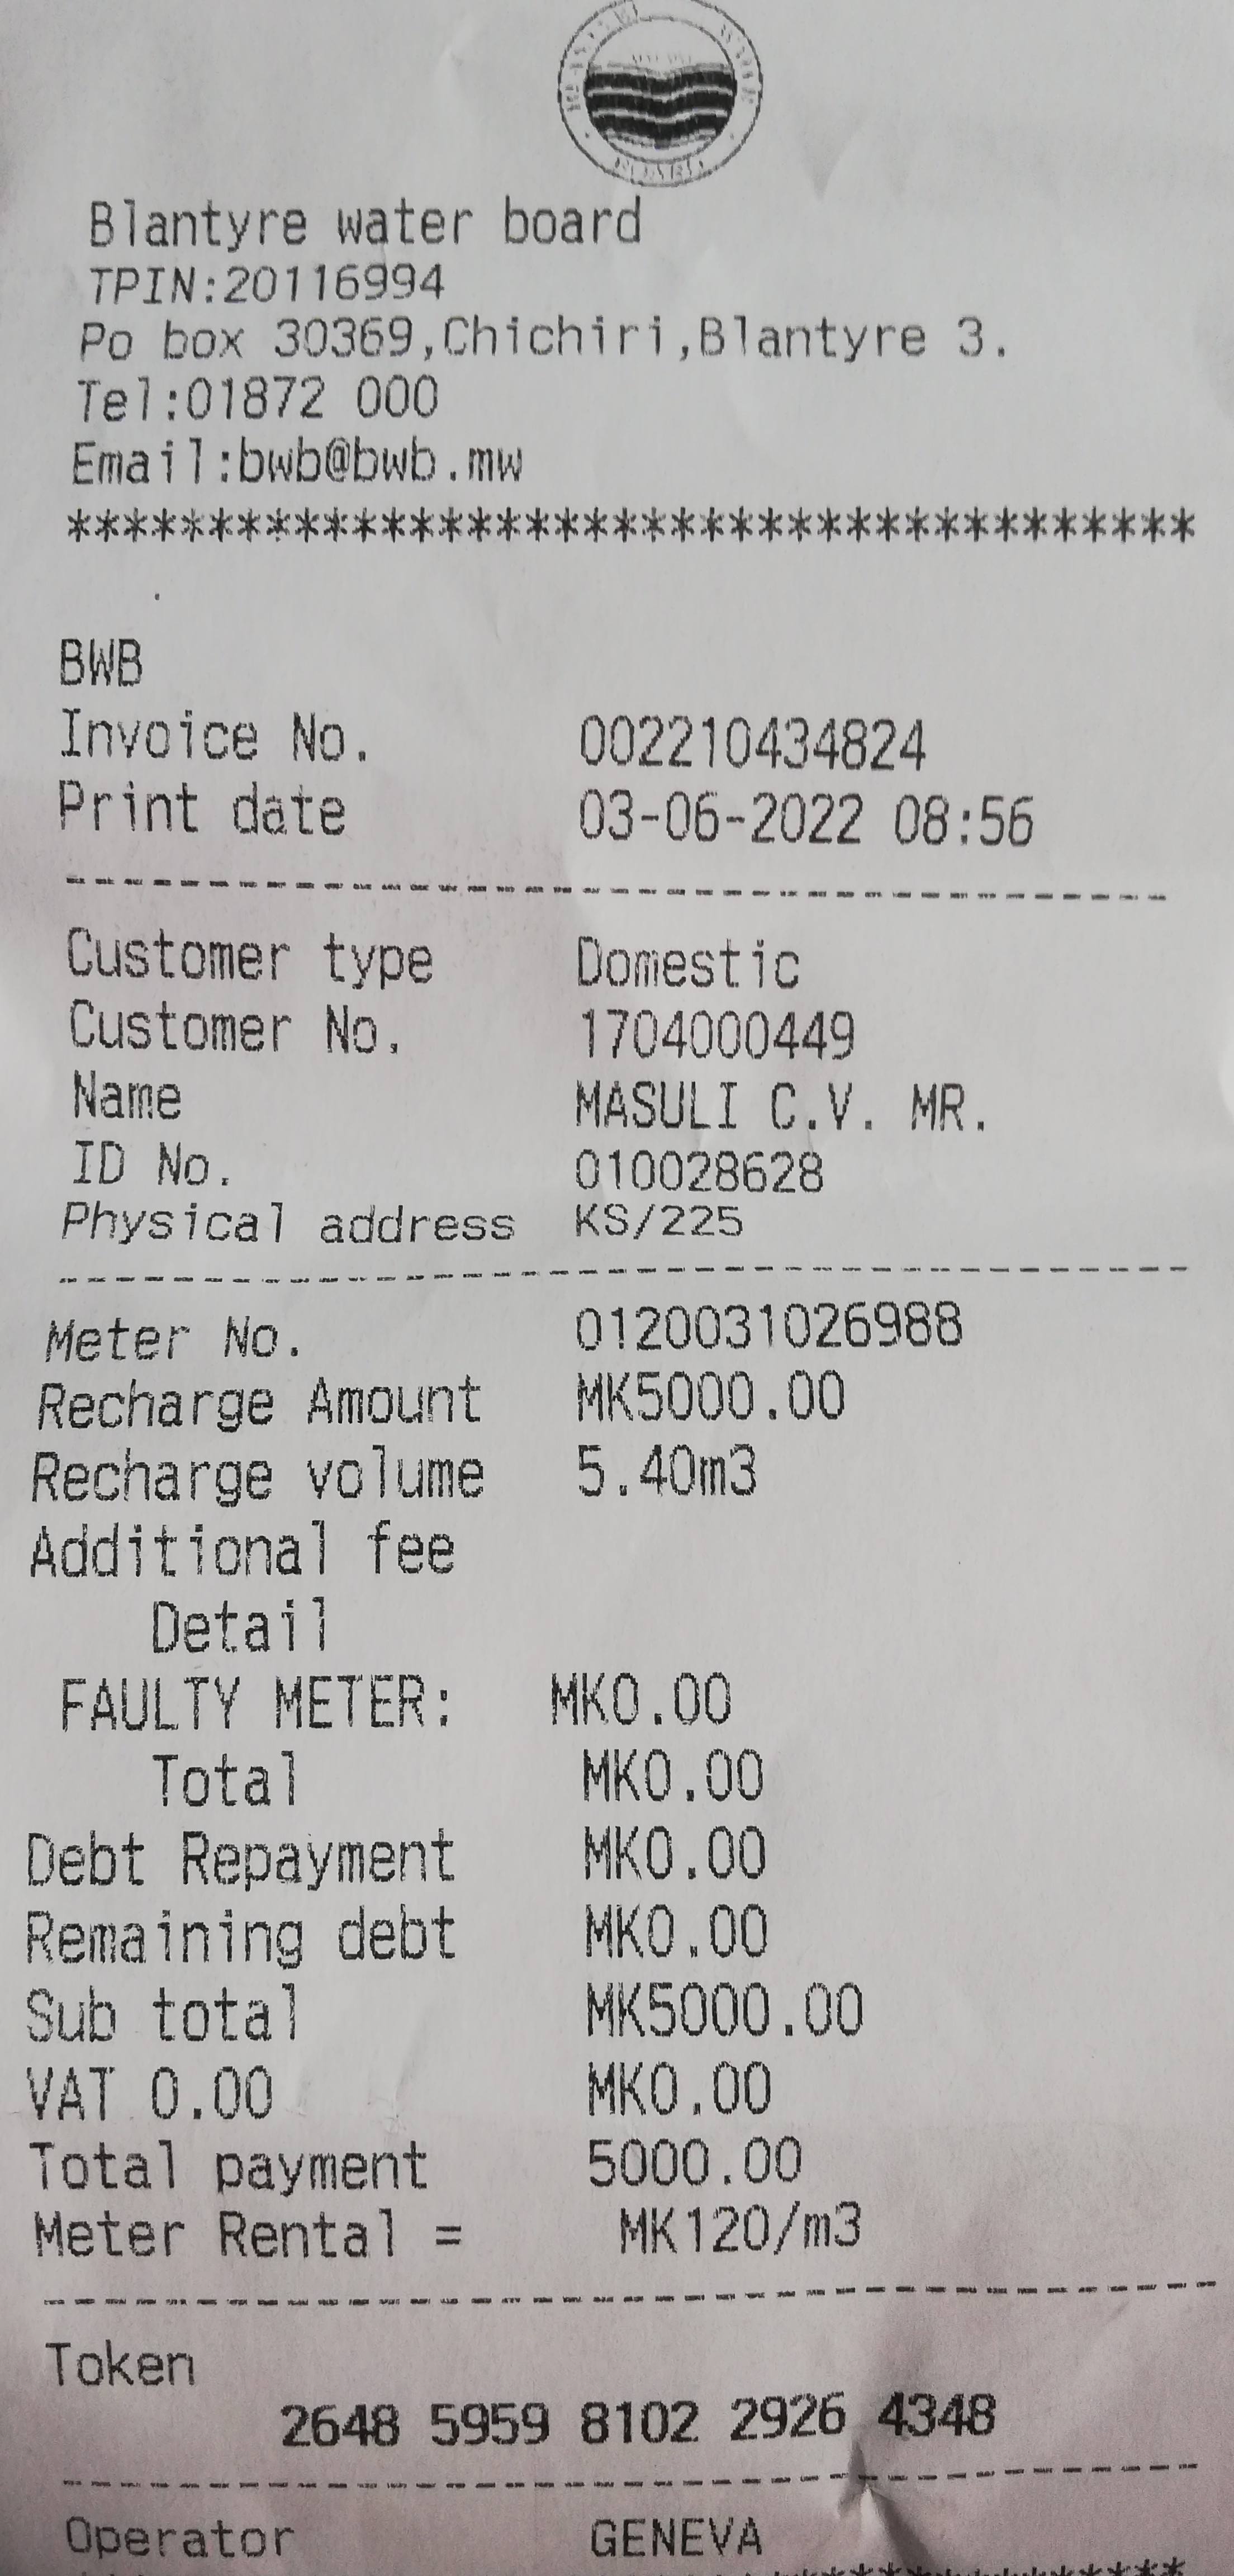 BOARD
Blantyre water board
TPIN:20116994
Po box 30369,Chichiri,Blantyre 3.
Tel:01872 000
Email:bwb@bwb.mw
***************************************
BWB
Invoice No. 002210434824
Print date 03-06-2022 08:56
Customer type Domestic
Customer No. 1704000449
Name MASULI C.V. MR.
ID No. 010028628
Physical address KS/225
Meter No. 0120031026988
Recharge Amount MK5000.00
Recharge volume 5.40m3
Additional fee
Detail
FAULTY METER: MK0.00
Total MK0.00
Debt Repayment MK0.00
Remaining debt MK0.00
Sub total MK5000.00
VAT 0.00 MK0.00
Total payment 5000.00
Meter Rental = MK120/m3
Token
2648 5959 8102 2926 4348
Operator GENEVA